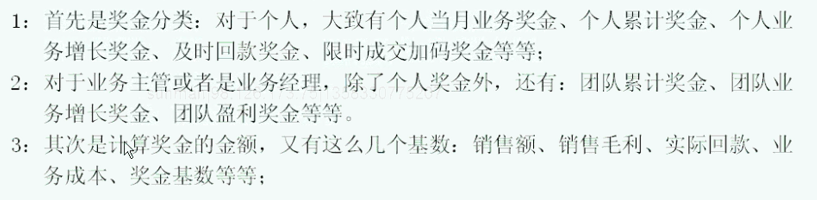 1：首先是奖金分类：对于个人，大致有个人当月业务奖金、个人累计奖金、个人业
务增长奖金、及时回款奖金、限时成交加码奖金等等；
2：对于业务主管或者是业务经理，除了个人奖金外，还有：团队累计奖金、团队业
务增长奖金、团队盈利奖金等等。
3：其次是计算奖金的金额，又有这么几个基数：销售额、销售毛利、实际回款、业
务成本、奖金基数等等；